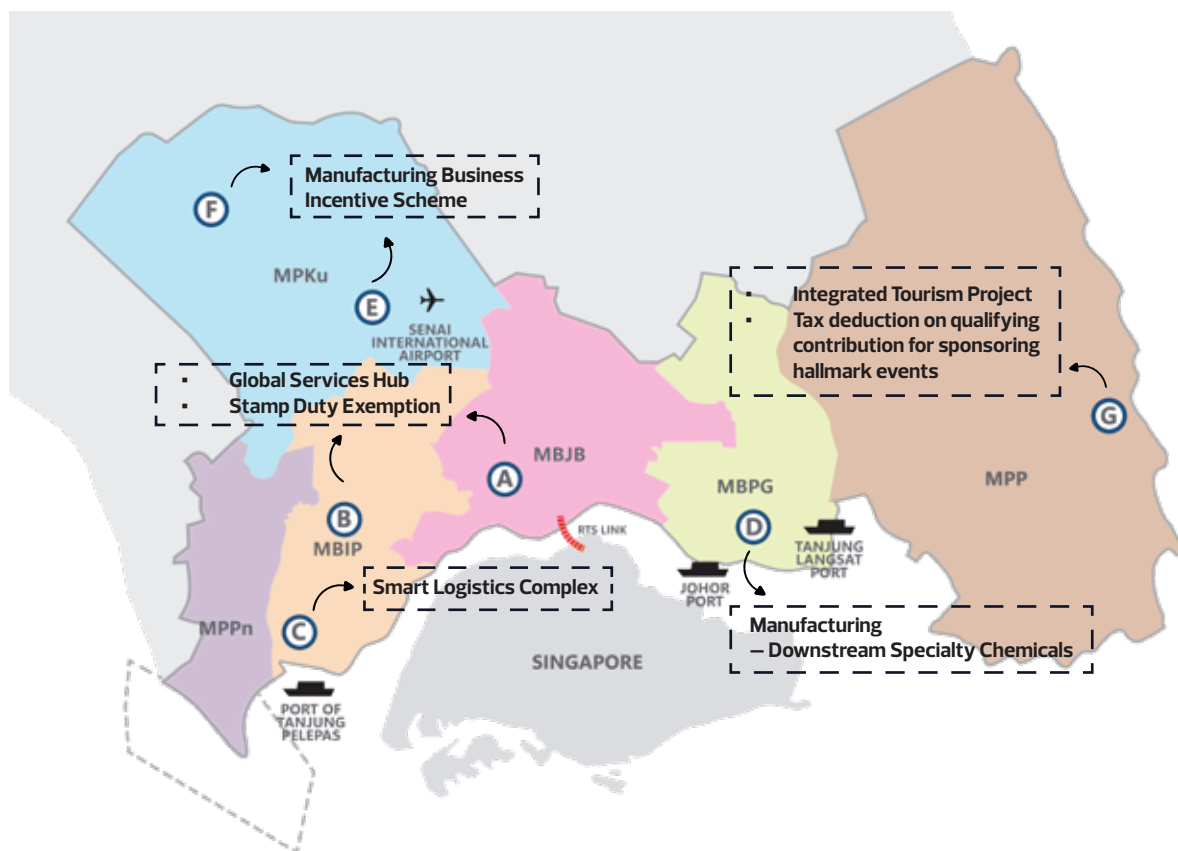 F
Manufacturing Business
Incentive Scheme
MPKu
E
SENAI
INTERNATIONAL
AIRPORT
▪ Integrated Tourism Project
▪ Tax deduction on qualifying
contribution for sponsoring
hallmark events
G
▪ Global Services Hub
▪ Stamp Duty Exemption
MBJB
A
MBPG
MPP
B
MBIP
D
RTS LINK
TANJUNG
LANGSAT
PORT
Smart Logistics Complex
JOHOR
PORT
C
MPPn
Manufacturing
– Downstream Specialty Chemicals
SINGAPORE
PORT OF
TANJUNG
PELEPAS